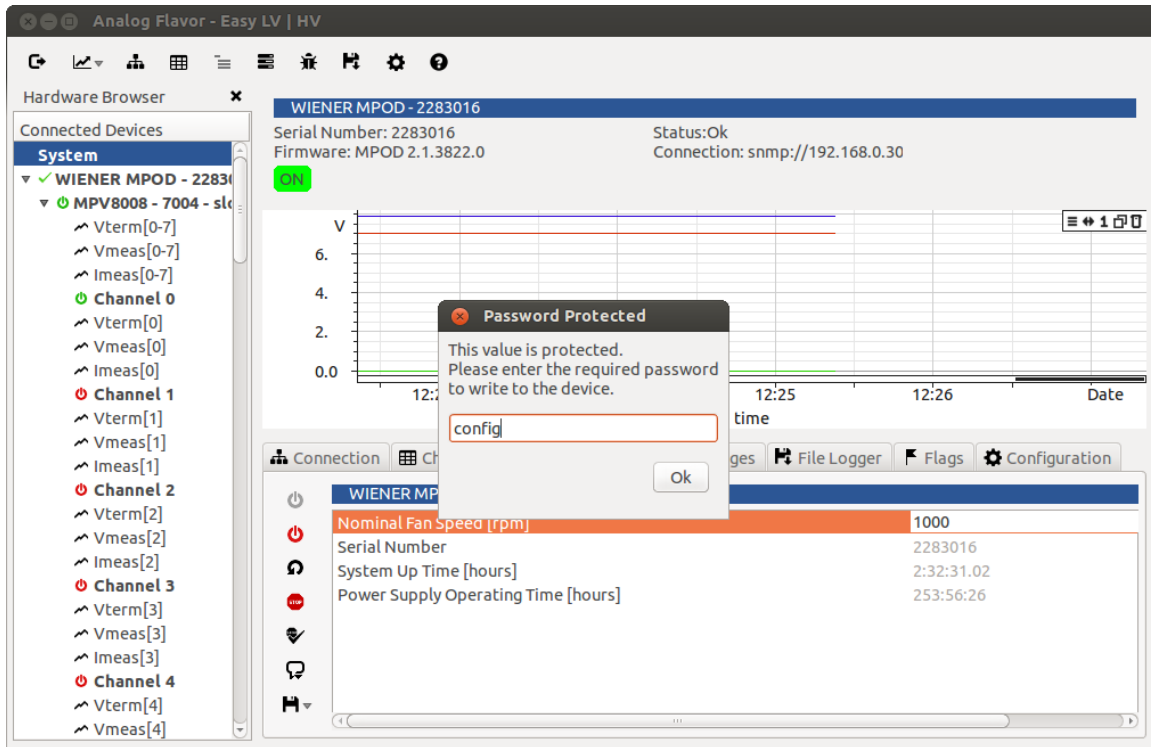 Analog Flavor - Easy LV | HV
Hardware Browser
Connected Devices
System
WIENER MPOD - 2283
MPV8008 - 7004 - slo
Vterm[0-7]
Vmeas[0-7]
Imeas[0-7]
Channel 0
Vterm[0]
Vmeas[0]
Imeas[0]
Channel 1
Vterm[1]
Vmeas[1]
Imeas[1]
Channel 2
Vterm[2]
Vmeas[2]
Imeas[2]
Channel 3
Vterm[3]
Vmeas[3]
Imeas[3]
Channel 4
Vterm[4]
Vmeas[4]
WIENER MPOD - 2283016
Serial Number: 2283016
Status:Ok
Firmware: MPOD 2.1.3822.0
Connection: snmp://192.168.0.30
ON
1
V
6.
4.
2.
0.0
12:2
12:25
12:26
Date
time
Password Protected
This value is protected.
Please enter the required password
to write to the device.
config
Ok
Connection
Ch
ges
File Logger
Flags
Configuration
WIENER MP
Nominal Fan Speed [rpm] 1000
Serial Number 2283016
System Up Time [hours] 2:32:31.02
Power Supply Operating Time [hours] 253:56:26
STOP